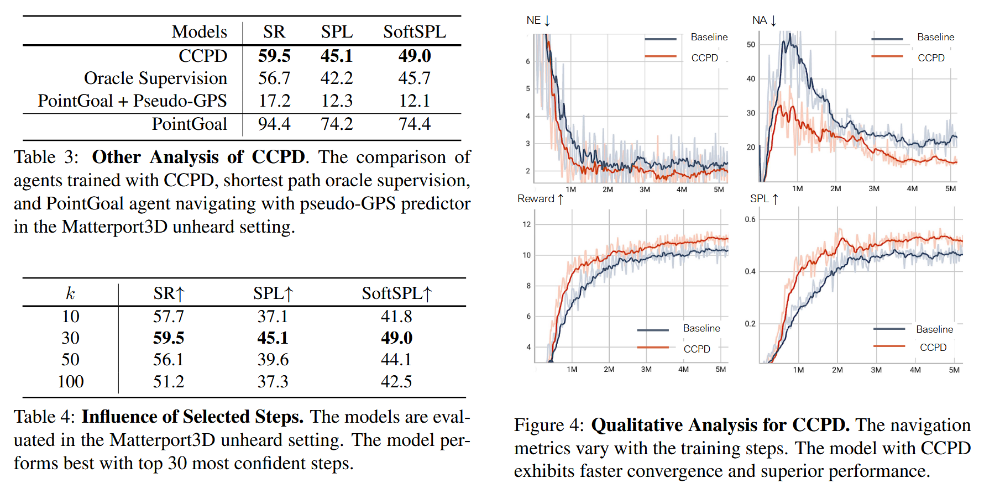 Models SR SPL SoftSPL
CCPD 59.5 45.1 49.0
Oracle Supervision 56.7 42.2 45.7
PointGoal + Pseudo-GPS 17.2 12.3 12.1
PointGoal 94.4 74.2 74.4
Table 3: Other Analysis of CCPD. The comparison of
agents trained with CCPD, shortest path oracle supervision,
and PointGoal agent navigating with pseudo-GPS predictor
in the Matterport3D unheard setting.
k SR↑ SPL↑ SoftSPL↑
10 57.7 37.1 41.8
30 59.5 45.1 49.0
50 56.1 39.6 44.1
100 51.2 37.3 42.5
Table 4: Influence of Selected Steps. The models are eval-
uated in the Matterport3D unheard setting. The model per-
forms best with top 30 most confident steps.
NE ↓
Baseline
CCPD
6
5
4
3
2
1M 2M 3M 4M 5M
NA ↓
Baseline
CCPD
50
40
30
20
1M 2M 3M 4M 5M
Reward ↑
12
10
8
6
4
Baseline
CCPD
1M 2M 3M 4M 5M
SPL ↑
0.6
0.4
0.2
Baseline
CCPD
1M 2M 3M 4M 5M
Figure 4: Qualitative Analysis for CCPD. The navigation
metrics vary with the training steps. The model with CCPD
exhibits faster convergence and superior performance.